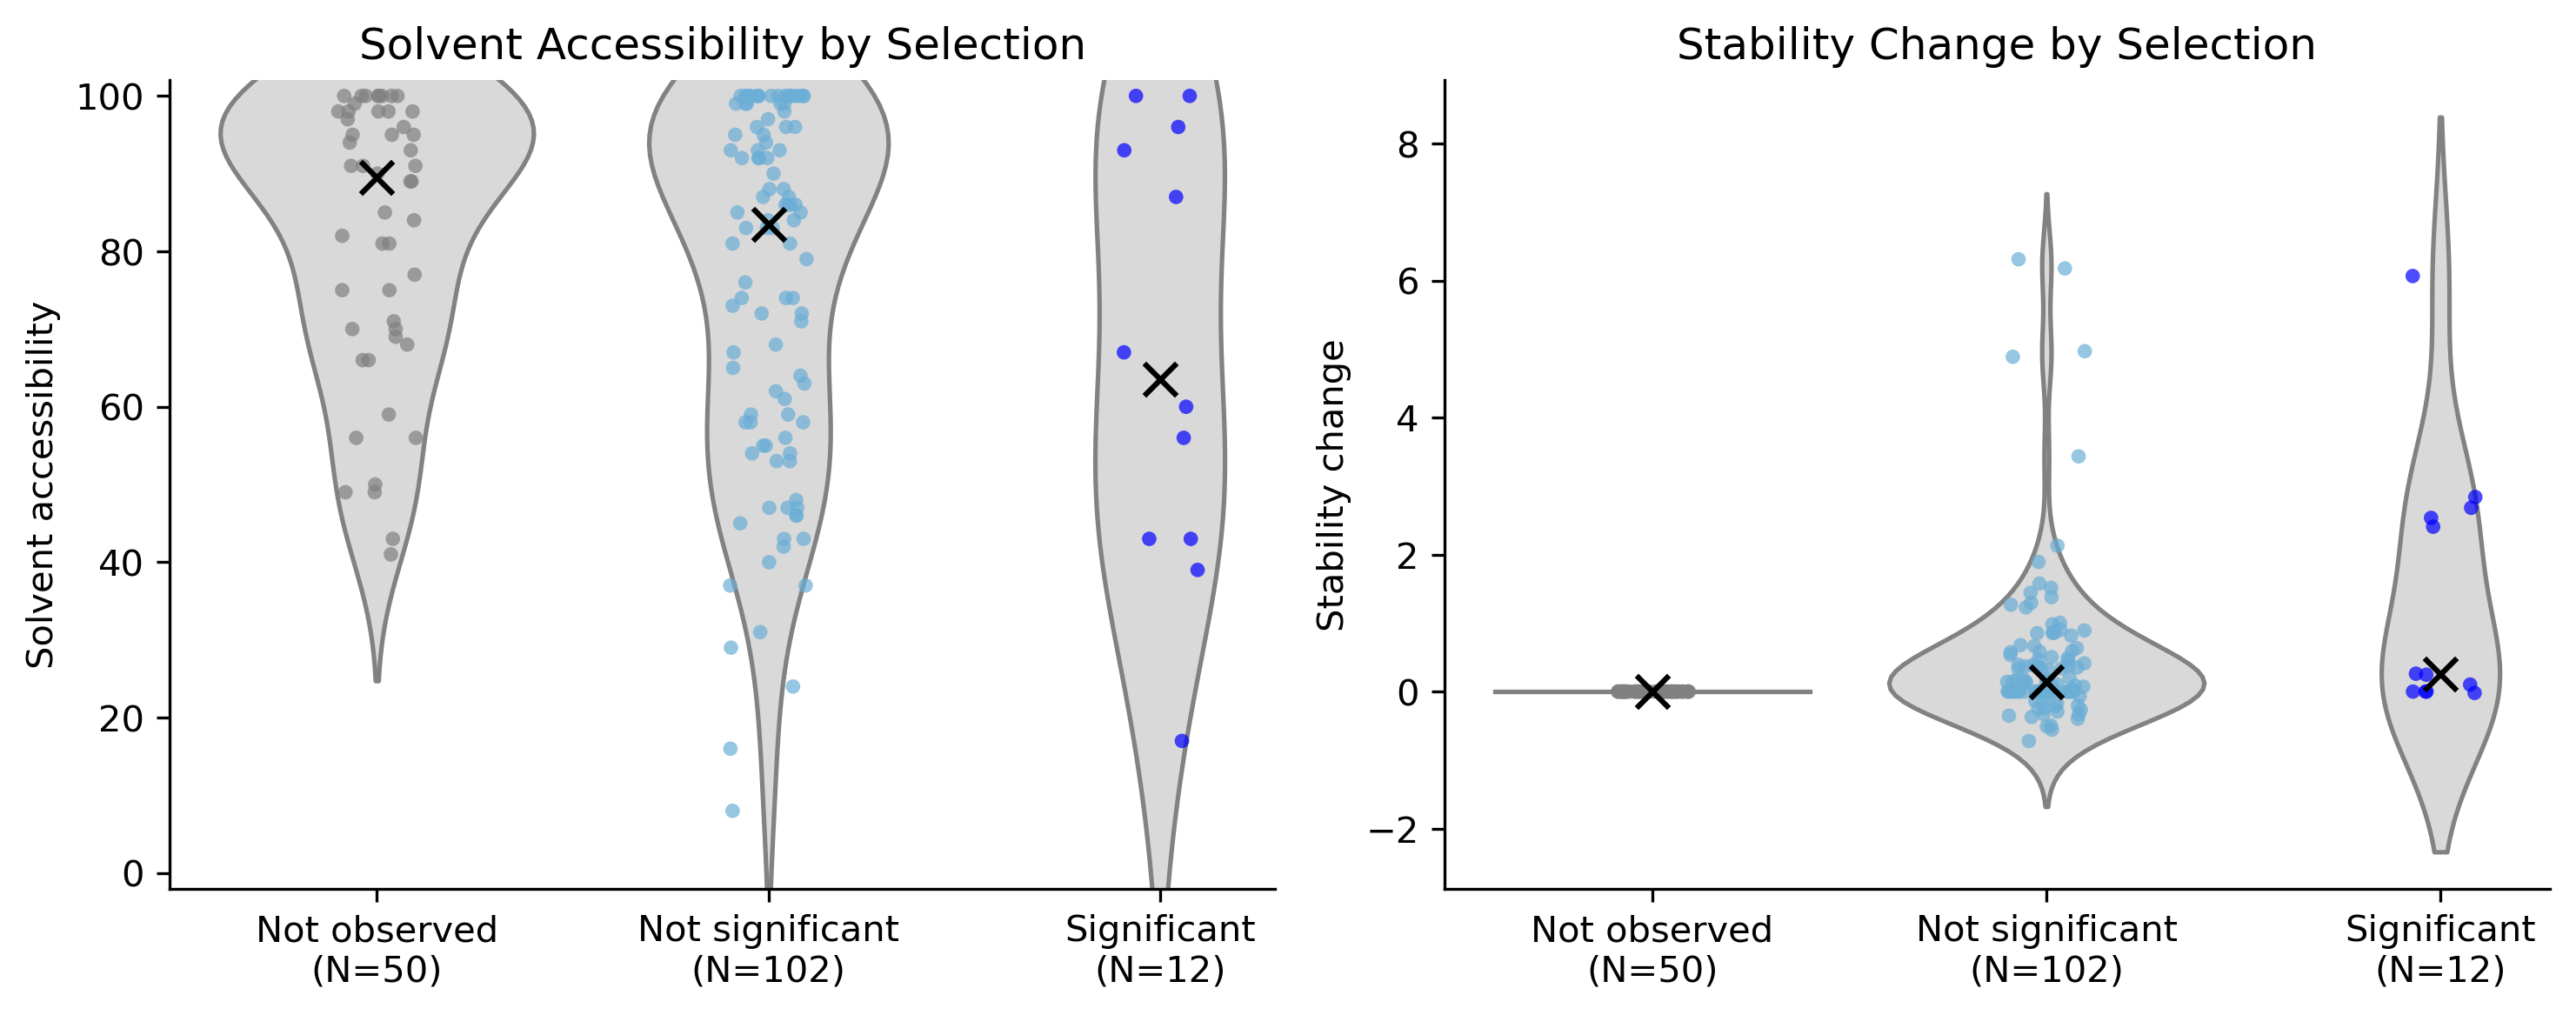 Solvent Accessibility by Selection
Solvent accessibility
100
80
60
40
20
0
Not observed
(N=50)
Not significant
(N=102)
Significant
(N=12)
Stability Change by Selection
Stability change
8
6
4
2
0
−2
Not observed
(N=50)
Not significant
(N=102)
Significant
(N=12)